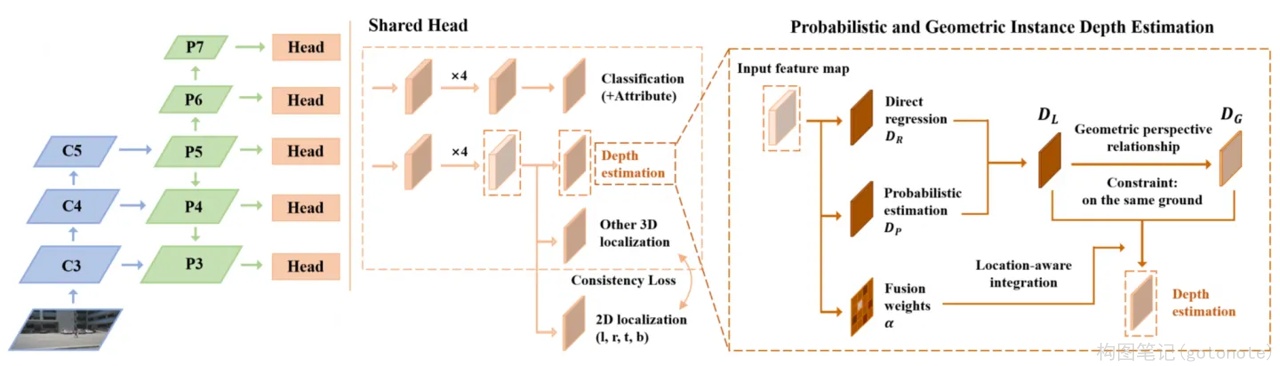 P7
Head
P6
Head
C5
P5
Head
C4
P4
Head
C3
P3
Head
Shared Head
×4
Classification
(+Attribute)
×4
Depth
estimation
Other 3D
localization
Consistency Loss
2D localization
(l, r, t, b)
Probabilistic and Geometric Instance Depth Estimation
Input feature map
Direct
regression
D_R
Probabilistic
estimation
D_P
Fusion
weights
α
D_L
Geometric perspective
relationship
Constraint:
on the same ground
D_G
Location-aware
integration
Depth
estimation
构图笔记(gotonote)